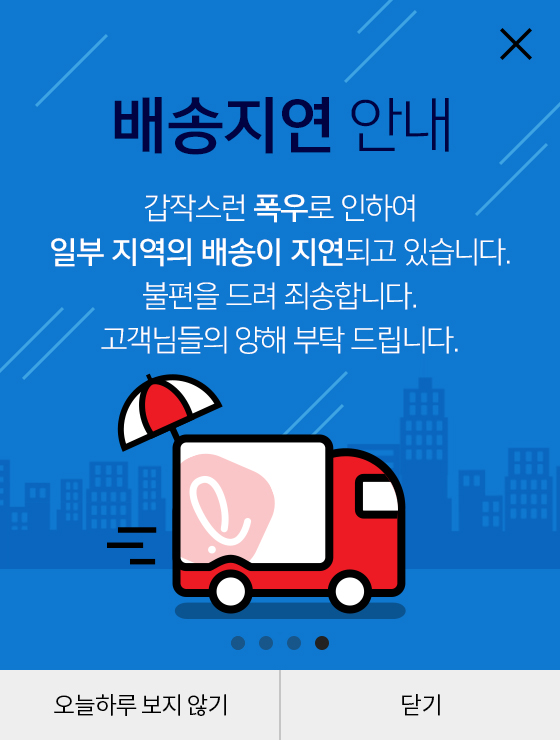 배송지연 안내
갑작스런 폭우로 인하여
일부 지역의 배송이 지연되고 있습니다.
불편을 드려 죄송합니다.
고객님들의 양해 부탁 드립니다.
오늘하루 보지 않기
닫기